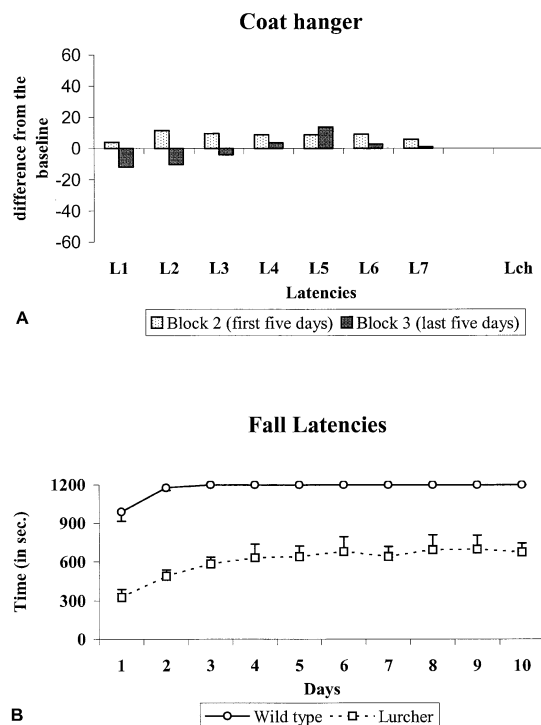 Coat hanger
difference from the
baseline
60
40
20
0
-20
-40
-60
L1 L2 L3 L4 L5 L6 L7 Lch
Latencies
A
Block 2 (first five days) Block 3 (last five days)
Fall Latencies
Time (in sec.)
1200
900
600
300
0
1 2 3 4 5 6 7 8 9 10
Days
B
Wild type Lurcher